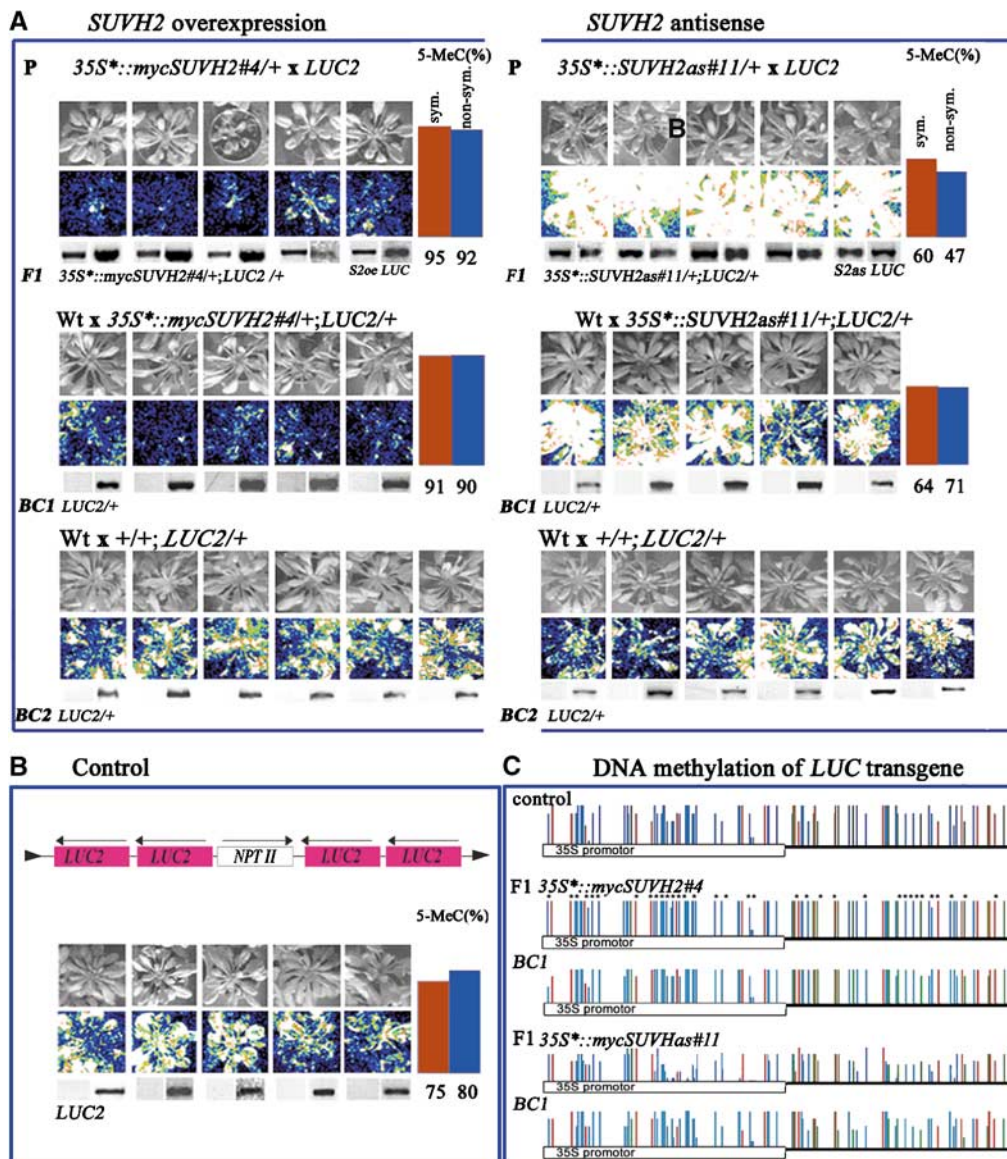 A
SUVH2 overexpression
P
35S*::mycSUVH2#4/+ x LUC2
5-MeC(%)
sym.
non-sym.
95 92
S2oe LUC
F1 35S*::mycSUVH2#4/+;LUC2 /+
Wt x 35S*::mycSUVH2#4/+;LUC2/+
91 90
BC1 LUC2/+
Wt x +/+; LUC2/+
BC2 LUC2/+
SUVH2 antisense
P
35S*::SUVH2as#11/+ x LUC2
5-MeC(%)
sym.
non-sym.
B
60 47
S2as LUC
F1 35S*::SUVH2as#11/+;LUC2/+
Wt x 35S*::SUVH2as#11/+;LUC2/+
64 71
BC1 LUC2/+
Wt x +/+; LUC2/+
BC2 LUC2/+
B
Control
LUC2 LUC2 NPT II LUC2 LUC2
5-MeC(%)
75 80
LUC2
C
DNA methylation of LUC transgene
control
35S promotor
F1 35S*::mycSUVH2#4
35S promotor
BC1
35S promotor
F1 35S*::mycSUVHas#11
35S promotor
BC1
35S promotor